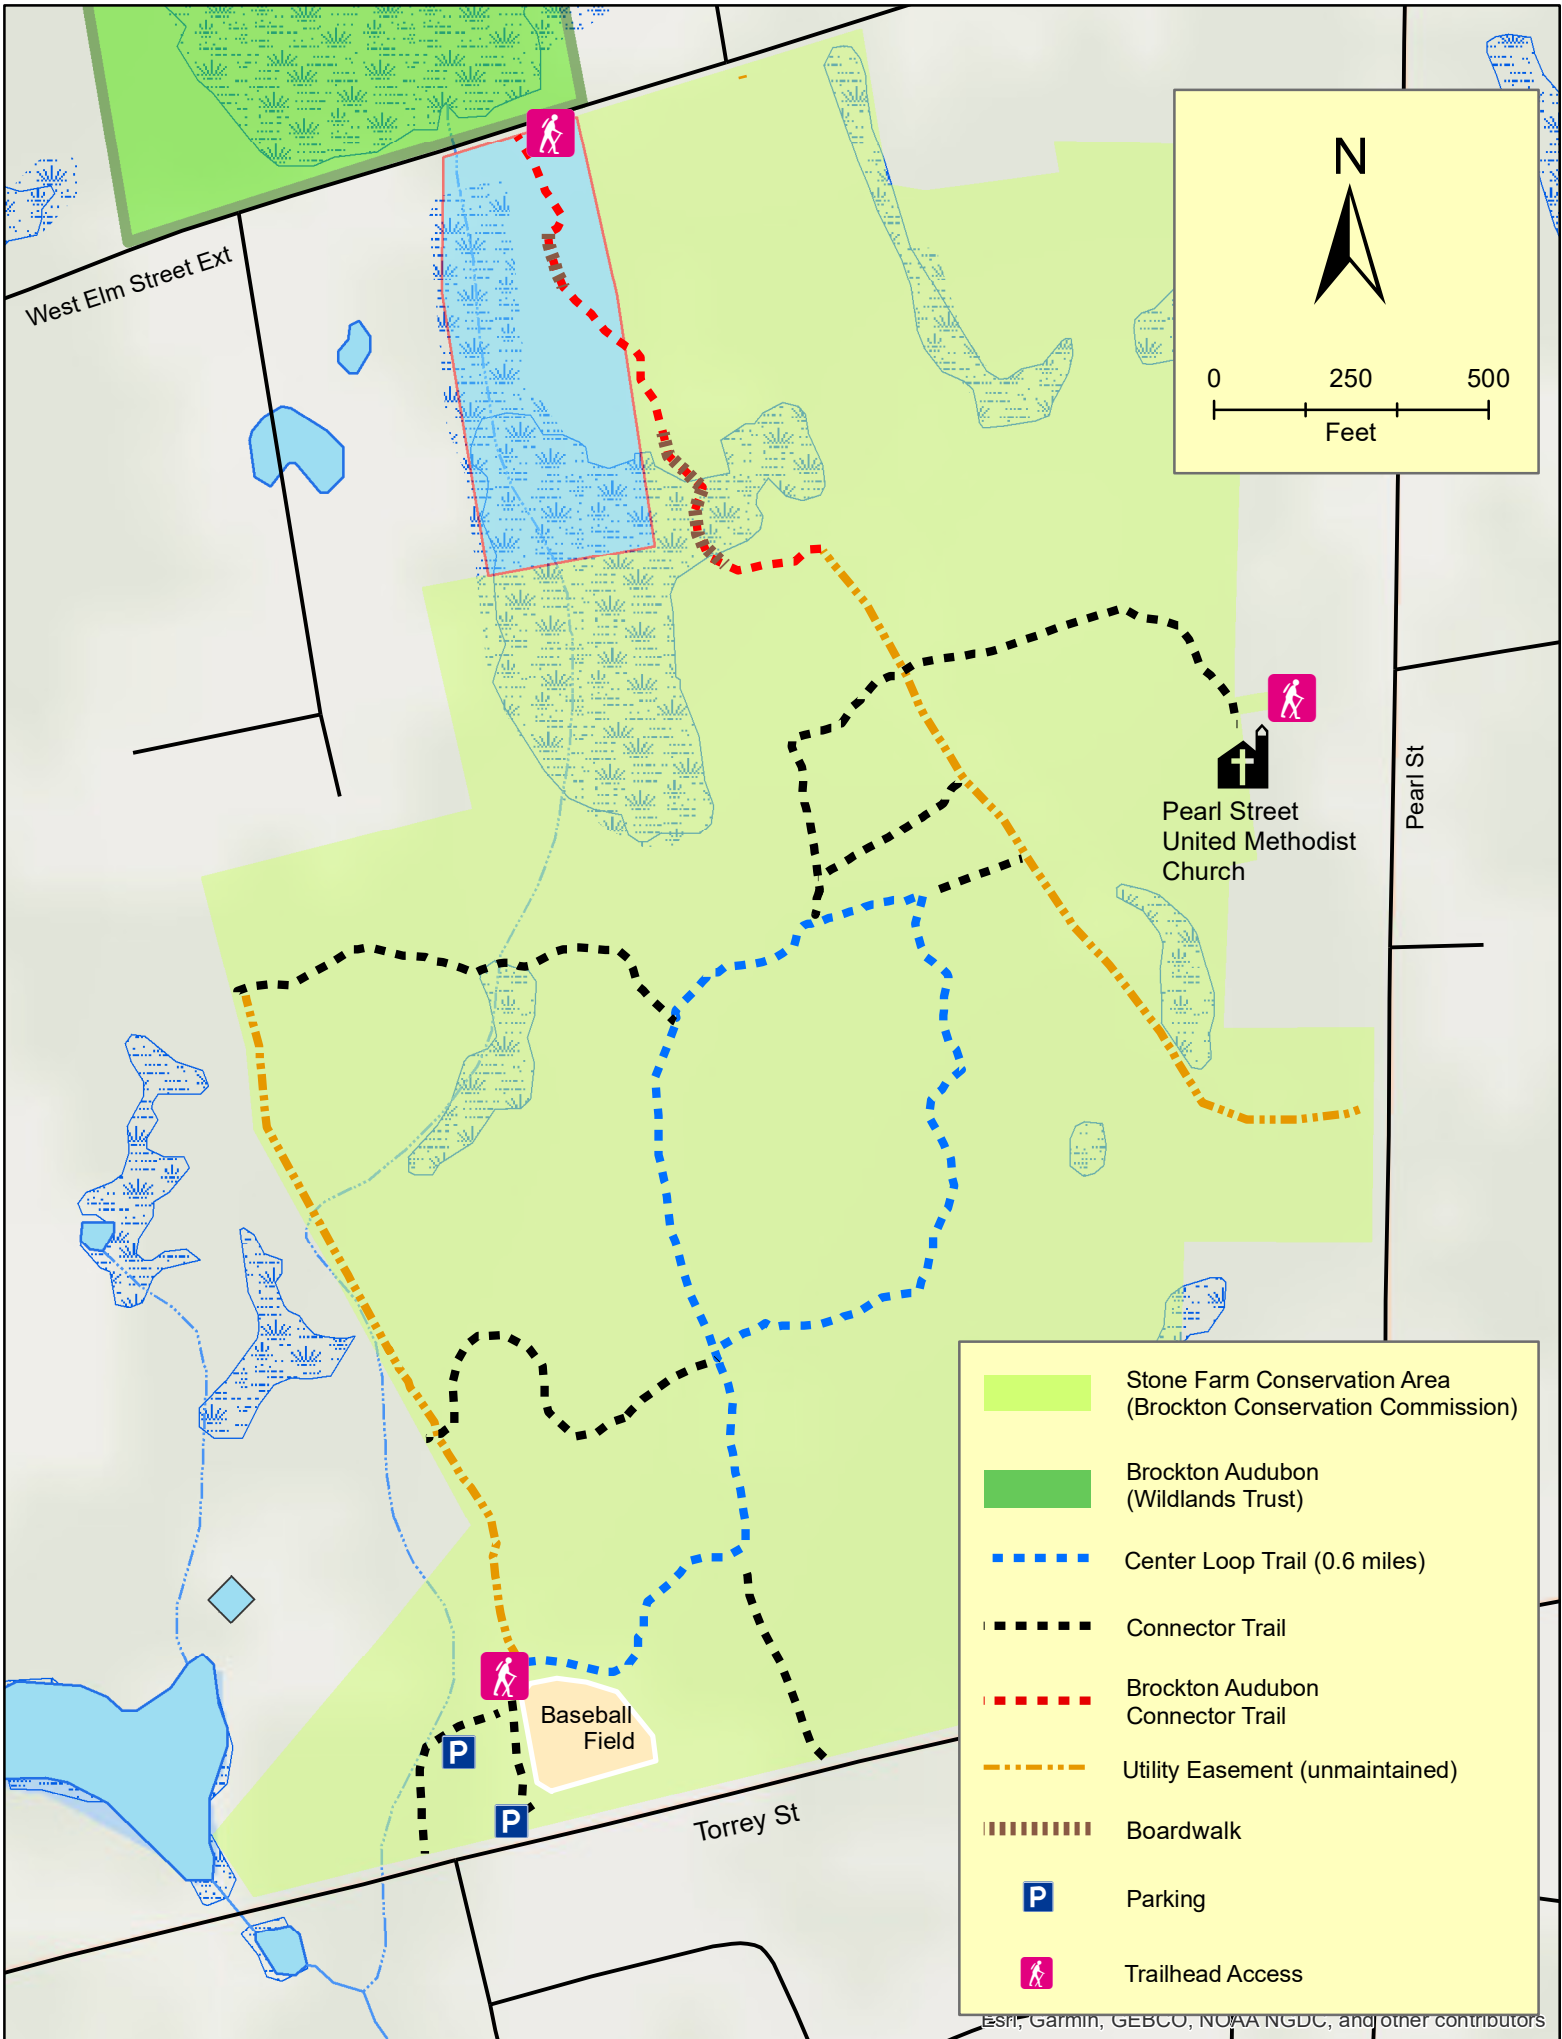 West Elm Street Ext
N
0 250 500
Feet
Pearl St
Pearl Street
United Methodist
Church
Stone Farm Conservation Area
(Brockton Conservation Commission)
Brockton Audubon
(Wildlands Trust)
Center Loop Trail (0.6 miles)
Connector Trail
Brockton Audubon
Connector Trail
Utility Easement (unmaintained)
Boardwalk
P Parking
Trailhead Access
Baseball
Field
P
P
Torrey St
Esri, Garmin, GEBCO, NOAA NGDC, and other contributors